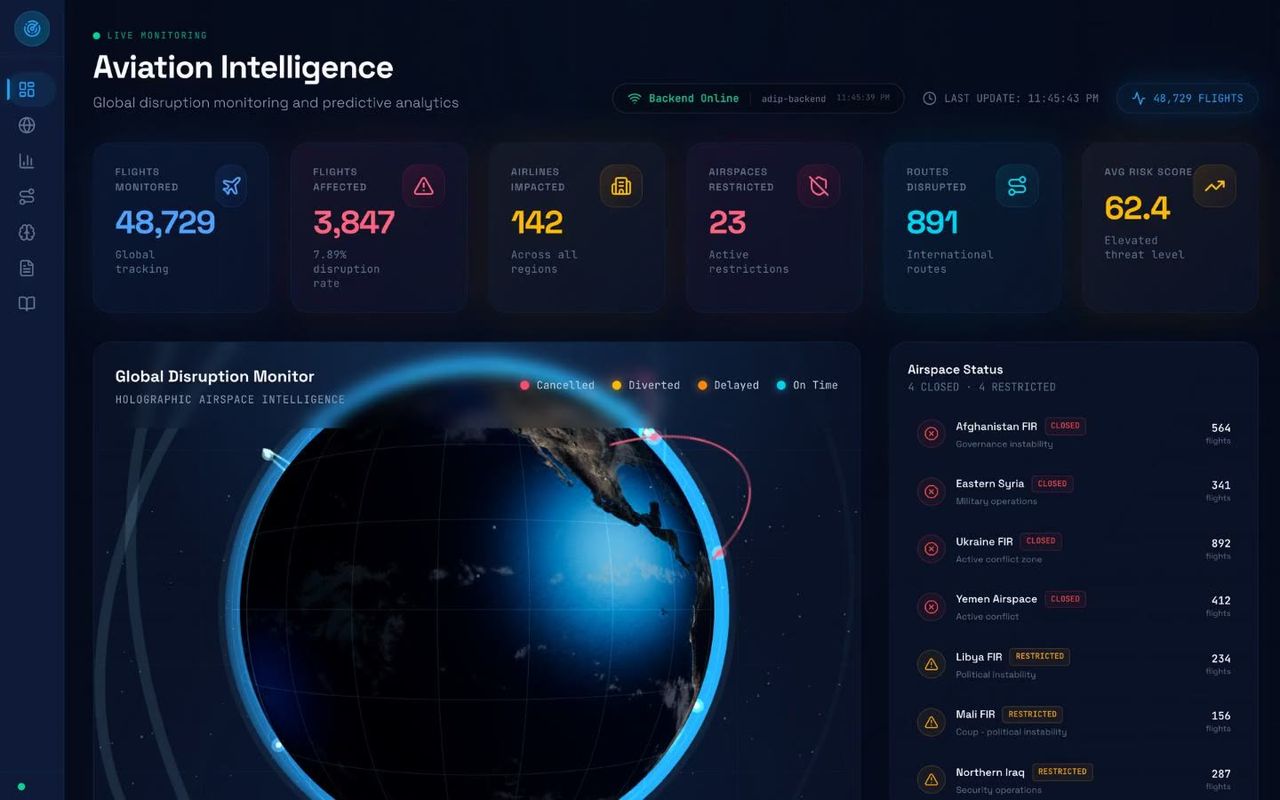 LIVE MONITORING
Aviation Intelligence
Global disruption monitoring and predictive analytics
Backend Online
adip-backend
11:45:39 PM
LAST UPDATE: 11:45:43 PM
48,729 FLIGHTS
FLIGHTS
MONITORED
48,729
Global
tracking
FLIGHTS
AFFECTED
3,847
7.89%
disruption
rate
AIRLINES
IMPACTED
142
Across all
regions
AIRSPACES
RESTRICTED
23
Active
restrictions
ROUTES
DISRUPTED
891
International
routes
AVG RISK SCORE
62.4
Elevated
threat level
Global Disruption Monitor
HOLOGRAPHIC AIRSPACE INTELLIGENCE
Cancelled
Diverted
Delayed
On Time
Airspace Status
4 CLOSED · 4 RESTRICTED
Afghanistan FIR CLOSED
Governance instability
564
flights
Eastern Syria CLOSED
Military operations
341
flights
Ukraine FIR CLOSED
Active conflict zone
892
flights
Yemen Airspace CLOSED
Active conflict
412
flights
Libya FIR RESTRICTED
Political instability
234
flights
Mali FIR RESTRICTED
Coup - political instability
156
flights
Northern Iraq RESTRICTED
Security operations
287
flights